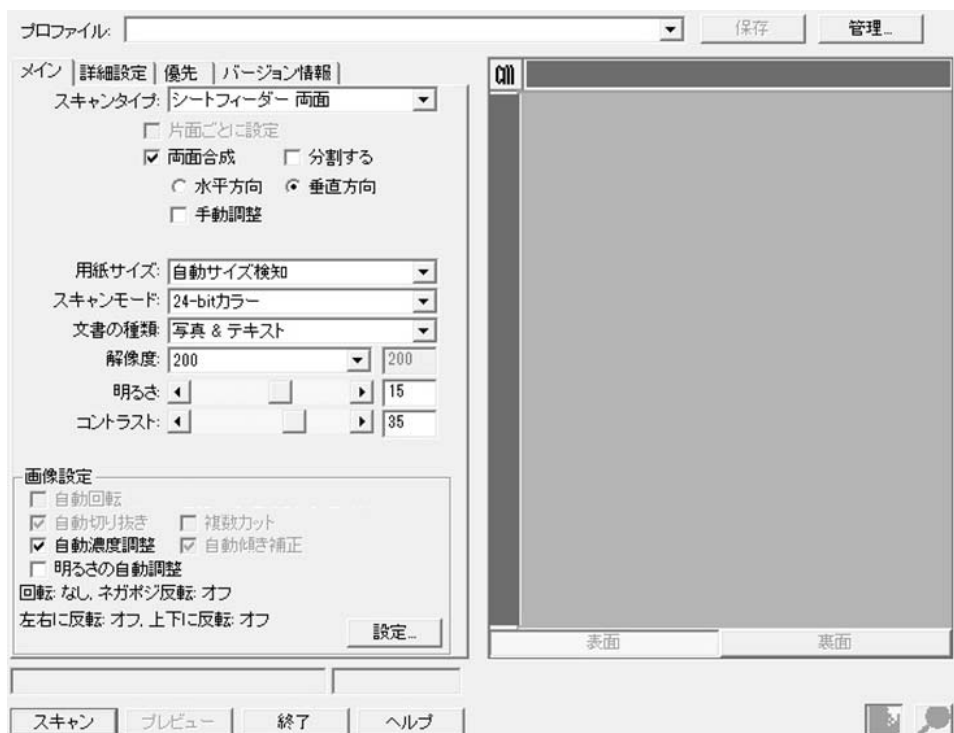 プロファイル: 保存 管理...
メイン 詳細設定 優先 バージョン情報
スキャンタイプ: シートフィーダー 両面
片面ごとに設定
両面合成 分割する
水平方向 垂直方向
手動調整
用紙サイズ: 自動サイズ検知
スキャンモード: 24-bitカラー
文書の種類: 写真 & テキスト
解像度: 200 200
明るさ: 15
コントラスト: 35
画像設定
自動回転
自動切り抜き 複数カット
自動濃度調整 自動傾き補正
明るさの自動調整
回転: なし, ネガポジ反転: オフ
左右に反転: オフ, 上下に反転: オフ
設定...
表面 裏面
スキャン プレビュー 終了 ヘルプ